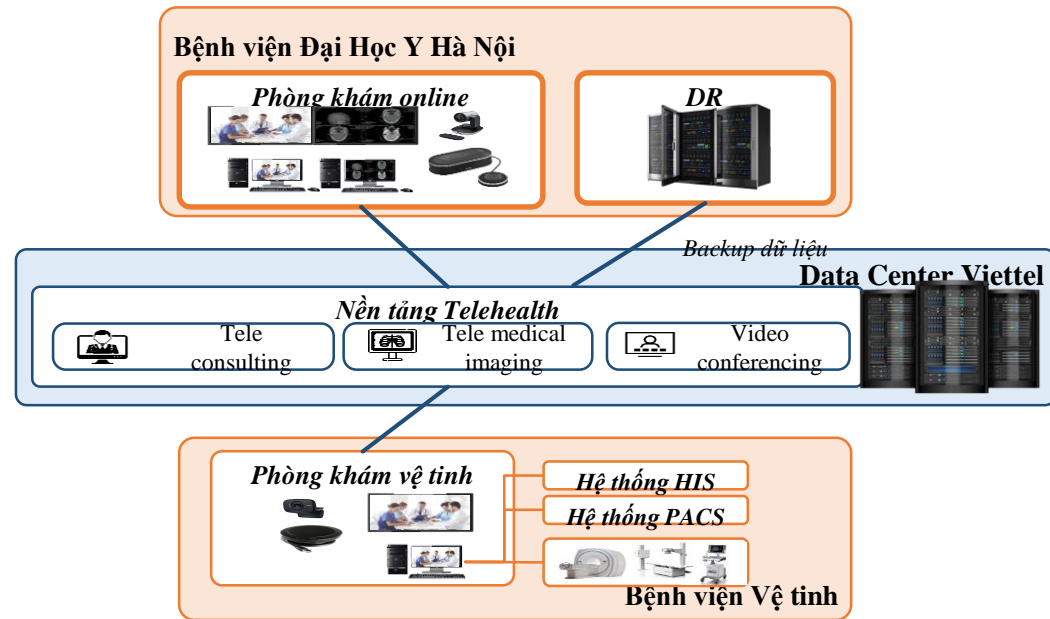 Bệnh viện Đại Học Y Hà Nội
Phòng khám online
DR
Backup dữ liệu
Data Center Viettel
Nền tảng Telehealth
Tele
consulting
Tele medical
imaging
Video
conferencing
Phòng khám vệ tinh
Hệ thống HIS
Hệ thống PACS
Bệnh viện Vệ tinh